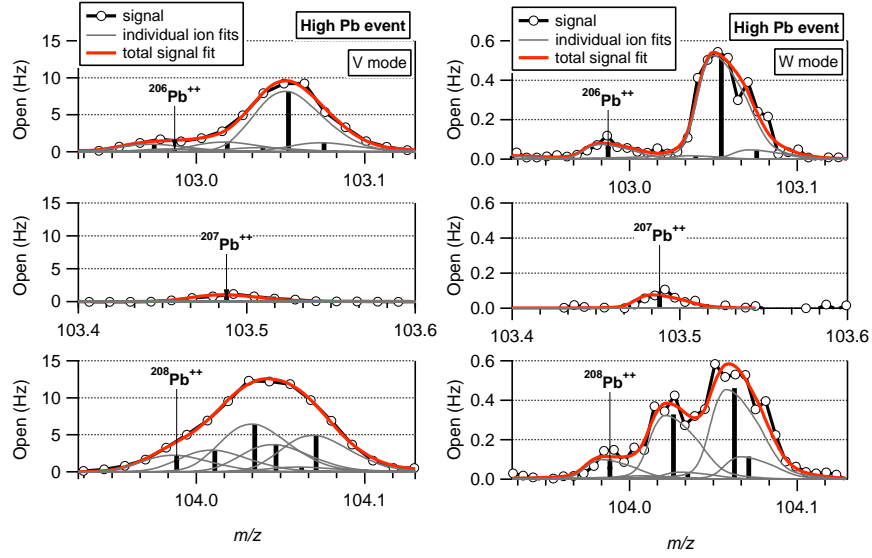 signal
individual ion fits
total signal fit
High Pb event
V mode
15
10
5
0
Open (Hz)
206Pb++
103.0
103.1
signal
individual ion fits
total signal fit
High Pb event
W mode
0.6
0.4
0.2
0.0
Open (Hz)
206Pb++
103.0
103.1
15
10
5
0
Open (Hz)
207Pb++
103.4
103.5
103.6
0.6
0.4
0.2
0.0
Open (Hz)
207Pb++
103.4
103.5
103.6
15
10
5
0
Open (Hz)
208Pb++
104.0
104.1
m/z
0.6
0.4
0.2
0.0
Open (Hz)
208Pb++
104.0
104.1
m/z